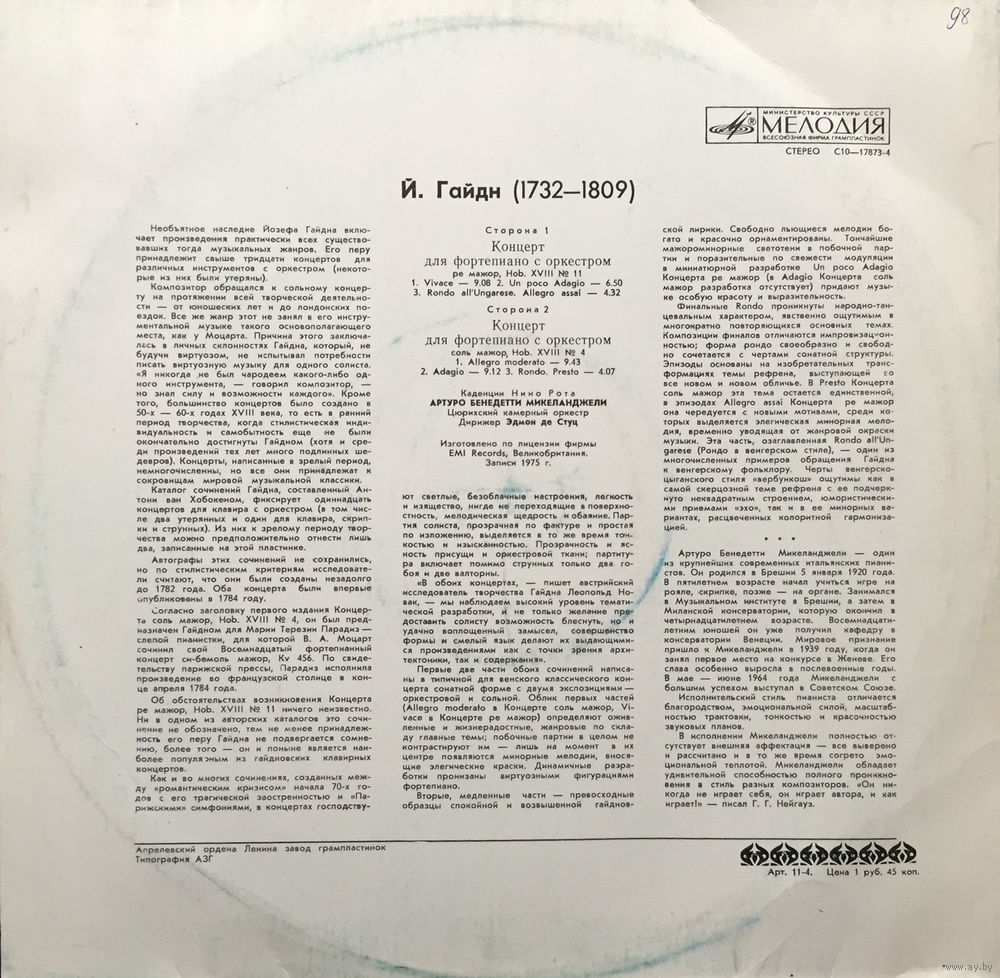 98
МИНИСТЕРСТВО КУЛЬТУРЫ СССР
МЕЛОДИЯ
ВСЕСОЮЗНАЯ ФИРМА ГРАМПЛАСТИНОК
СТЕРЕО С10—17873-4
Й. Гайдн (1732—1809)
Необъятное наследие Йозефа Гайдна вклю-
чает произведения практически всех существо-
вавших тогда музыкальных жанров. Его перу
принадлежит свыше тридцати концертов для
различных инструментов с оркестром (некото-
рые из них были утеряны).
Композитор обращался к сольному концер-
ту на протяжении всей творческой деятельно-
сти — от юношеских лет и до лондонских по-
ездок. Все же жанр этот не занял в его инстру-
ментальной музыке такого основополагающего
места, как у Моцарта. Причина этого заключа-
лась в личных склонностях Гайдна, который, не
будучи виртуозом, не испытывал потребности
писать виртуозную музыку для одного солиста.
«Я никогда не был чародеем какого-либо од-
ного инструмента, — говорил композитор, —
но знал силу и возможности каждого». Кроме
того, большинство концертов было создано в
50-х — 60-х годах XVIII века, то есть в ранний
период творчества, когда стилистическая инди-
видуальность и самобытность еще не были
окончательно достигнуты Гайдном (хотя и сре-
ди произведений тех лет много подлинных ше-
девров). Концерты, написанные в зрелый период,
немногочисленны, но все они принадлежат к
сокровищам мировой музыкальной классики.
Каталог сочинений Гайдна, составленный Ан-
тони ван Хобокеном, фиксирует одиннадцать
концертов для клавира с оркестром (в том чис-
ле два утерянных и один для клавира, скрип-
ки и струнных). Из них к зрелому периоду твор-
чества можно предположительно отнести лишь
два, записанные на этой пластинке.
Автографы этих сочинений не сохранились,
но по стилистическим критериям исследовате-
ли считают, что они были созданы незадолго
до 1782 года. Оба концерта были впервые
опубликованы в 1784 году.
Согласно заголовку первого издания Концер-
та соль мажор, Hob. XVIII № 4, он был пред-
назначен Гайдном для Марии Терезии Парадиз —
слепой пианистки, для которой В. А. Моцарт
сочинил свой Восемнадцатый фортепианный
концерт си-бемоль мажор, Kv 456. По свиде-
тельству парижской прессы, Парадиз исполнила
произведение во французской столице в кон-
це апреля 1784 года.
Об обстоятельствах возникновения Концерта
ре мажор, Hob. XVIII № 11 ничего неизвестно.
Ни в одном из авторских каталогов это сочи-
нение не обозначено, тем не менее принадлеж-
ность его перу Гайдна не подвергается сомне-
нию, более того — он и поныне является наи-
более популярным из гайдновских клавирных
концертов.
Как и во многих сочинениях, созданных меж-
ду «романтическим кризисом» начала 70-х го-
дов с его трагической заостренностью и «Па-
рижскими» симфониями, в концертах господству-
Сторона 1
Концерт
для фортепиано с оркестром
ре мажор, Hob. XVIII № 11
1. Vivace — 9.08 2. Un poco Adagio — 6.50
3. Rondo all'Ungarese. Allegro assai — 4.32
Сторона 2
Концерт
для фортепиано с оркестром
соль мажор, Hob. XVIII № 4
1. Allegro moderato — 9.43
2. Adagio — 9.12 3. Rondo. Presto — 4.07
Каденции Нино Рота
АРТУРО БЕНЕДЕТТИ МИКЕЛАНДЖЕЛИ
Цюрихский камерный оркестр
Дирижер Эдмон де Стуц
Изготовлено по лицензии фирмы
EMI Records, Великобритания.
Записи 1975 г.
ют светлые, безоблачные настроения, легкость
и изящество, нигде не переходящие в поверхно-
стность, мелодическая щедрость и обаяние. Пар-
тия солиста, прозрачная по фактуре и простая
по изложению, выделяется в то же время тон-
костью и изысканностью. Прозрачность и яс-
ность присущи и оркестровой ткани; партиту-
ра включает помимо струнных только два го-
боя и две валторны.
«В обоих концертах, — пишет австрийский
исследователь творчества Гайдна Леопольд Но-
вак, — мы наблюдаем высокий уровень темати-
ческой разработки, и не только желание пре-
доставить солисту возможность блеснуть, но и
удачно воплощенный замысел, совершенство
формы и смелый язык делают их выдающими-
ся произведениями как с точки зрения архи-
тектоники, так и содержания».
Первые две части обоих сочинений написа-
ны в типичной для венского классического кон-
церта сонатной форме с двумя экспозициями —
оркестровой и сольной. Облик первых частей
(Allegro moderato в Концерте соль мажор, Vi-
vace в Концерте ре мажор) определяют ожив-
ленные и жизнерадостные, жанровые по скла-
ду главные темы; побочные партии в целом не
контрастируют им — лишь на момент в их
центре появляются минорные мелодии, внося-
щие элегические краски. Динамичные разра-
ботки пронизаны виртуозными фигурациями
фортепиано.
Вторые, медленные части — превосходные
образцы спокойной и возвышенной гайднов-
ской лирики. Свободно льющиеся мелодии бо-
гато и красочно орнаментированы. Тончайшие
мажороминорные светотени в побочной пар-
тии и поразительные по свежести модуляции
в миниатюрной разработке Un poco Adagio
Концерта ре мажор (в Adagio Концерта соль
мажор разработка отсутствует) придают музы-
ке особую красоту и выразительность.
Финальные Rondo проникнуты народно-тан-
цевальным характером, явственно ощутимым в
многократно повторяющихся основных темах.
Композиции финалов отличаются импровизацион-
ностью; форма рондо своеобразно и свобод-
но сочетается с чертами сонатной структуры.
Эпизоды основаны на изобретательных транс-
формациях темы рефрена, выступающей со
все новом и новом обличье. В Presto Концерта
соль мажор эта тема остается единственной,
в эпизодах Allegro assai Концерта ре мажор
она чередуется с новыми мотивами, среди ко-
торых выделяется элегическая минорная мело-
дия, временно уводящая от жанровой окраски
музыки. Эта часть, озаглавленная Rondo all'Un-
garese (Рондо в венгерском стиле), — один из
многочисленных примеров обращения Гайдна
к венгерскому фольклору. Черты венгерско-
цыганского стиля «вербункош» ощутимы как в
самой скерцозной теме рефрена с ее подчерк-
нуто неквадратным строением, юмористически-
ми приемами «эхо», так и в ее минорных ва-
риантах, расцвеченных колоритной гармониза-
цией.
• • •
Артуро Бенедетти Микеланджели — один
из крупнейших современных итальянских пиани-
стов. Он родился в Брешии 5 января 1920 года.
В пятилетнем возрасте начал учиться игре на
рояле, скрипке, позже — на органе. Занимался
в Музыкальном институте в Брешии, а затем в
Миланской консерватории, которую окончил в
четырнадцатилетнем возрасте. Восемнадцати-
летним юношей он уже получил кафедру в
консерватории Венеции. Мировое признание
пришло к Микеланджели в 1939 году, когда он
занял первое место на конкурсе в Женеве. Его
слава особенно выросла в послевоенные годы.
В мае — июне 1964 года Микеланджели с
большим успехом выступал в Советском Союзе.
Исполнительский стиль пианиста отличается
благородством, эмоциональной силой, масштаб-
ностью трактовки, тонкостью и красочностью
звуковых планов.
В исполнении Микеланджели полностью от-
сутствует внешняя аффектация — все выверено
и рассчитано и в то же время согрето эмо-
циональной теплотой. Микеланджели обладает
удивительной способностью полного проникно-
вения в стиль разных композиторов. «Он ни-
когда не играет себя, он играет автора, и как
играет!» — писал Г. Г. Нейгауз.
Апрелевский ордена Ленина завод грампластинок
Типография АЗГ
Арт. 11-4. Цена 1 руб. 45 коп.
www.ay.by